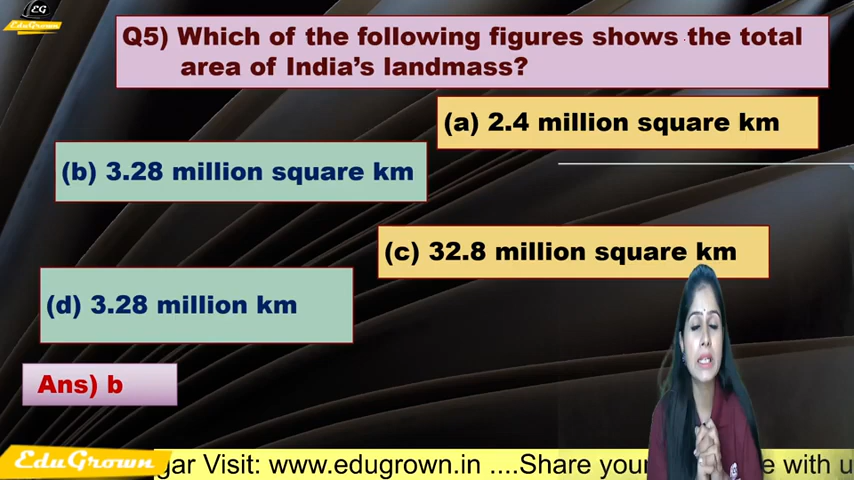 EG
EduGrown
Q5) Which of the following figures shows the total
area of India's landmass?
(a) 2.4 million square km
(b) 3.28 million square km
(c) 32.8 million square km
(d) 3.28 million km
Ans) b
EduGrown
gar Visit: www.edugrown.in ....Share your e with u